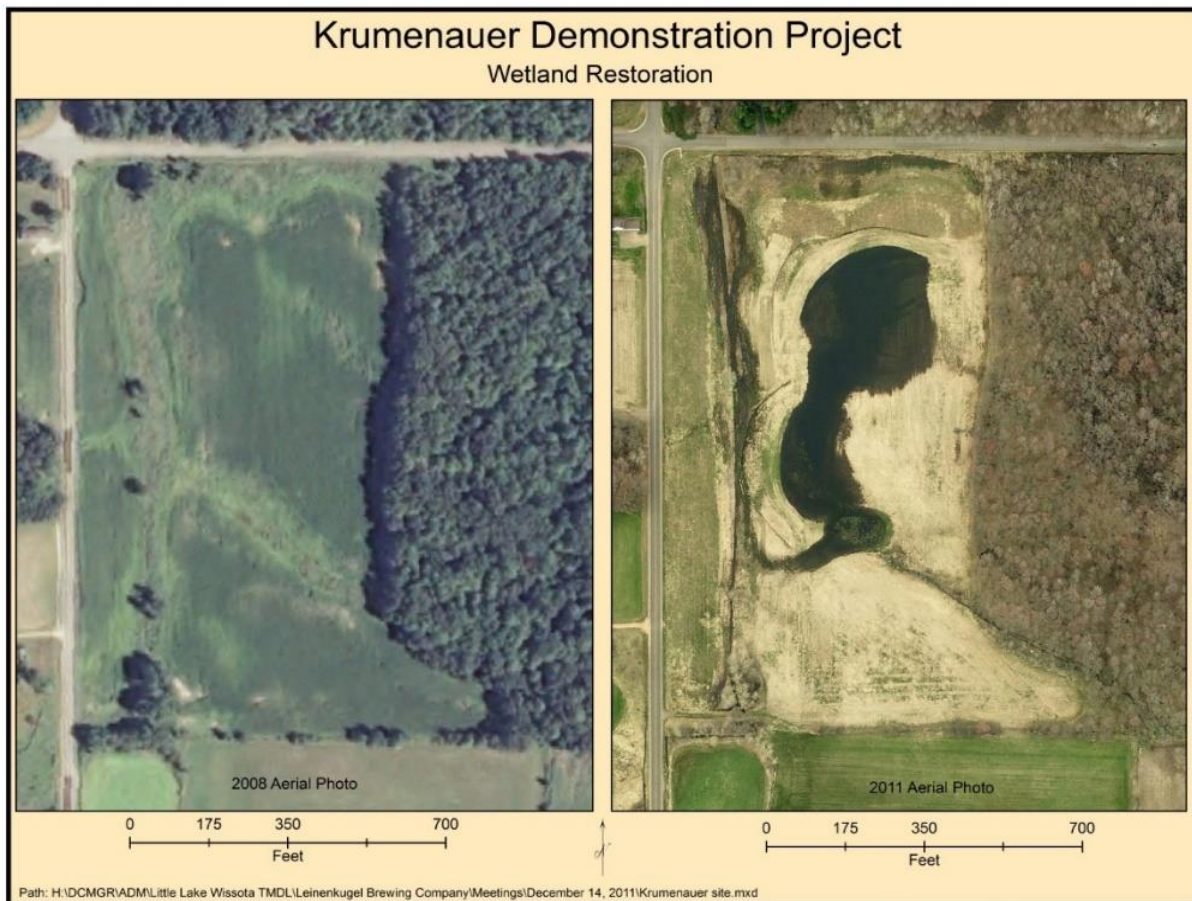 Krumenauer Demonstration Project
Wetland Restoration
2008 Aerial Photo
2011 Aerial Photo
0 175 350 700
Feet
0 175 350 700
Feet
N
Path: H:\DCMGR\ADM\Little Lake Wissota TMDL\Leinenkugel Brewing Company\Meetings\December 14, 2011\Krumenauer site.mxd